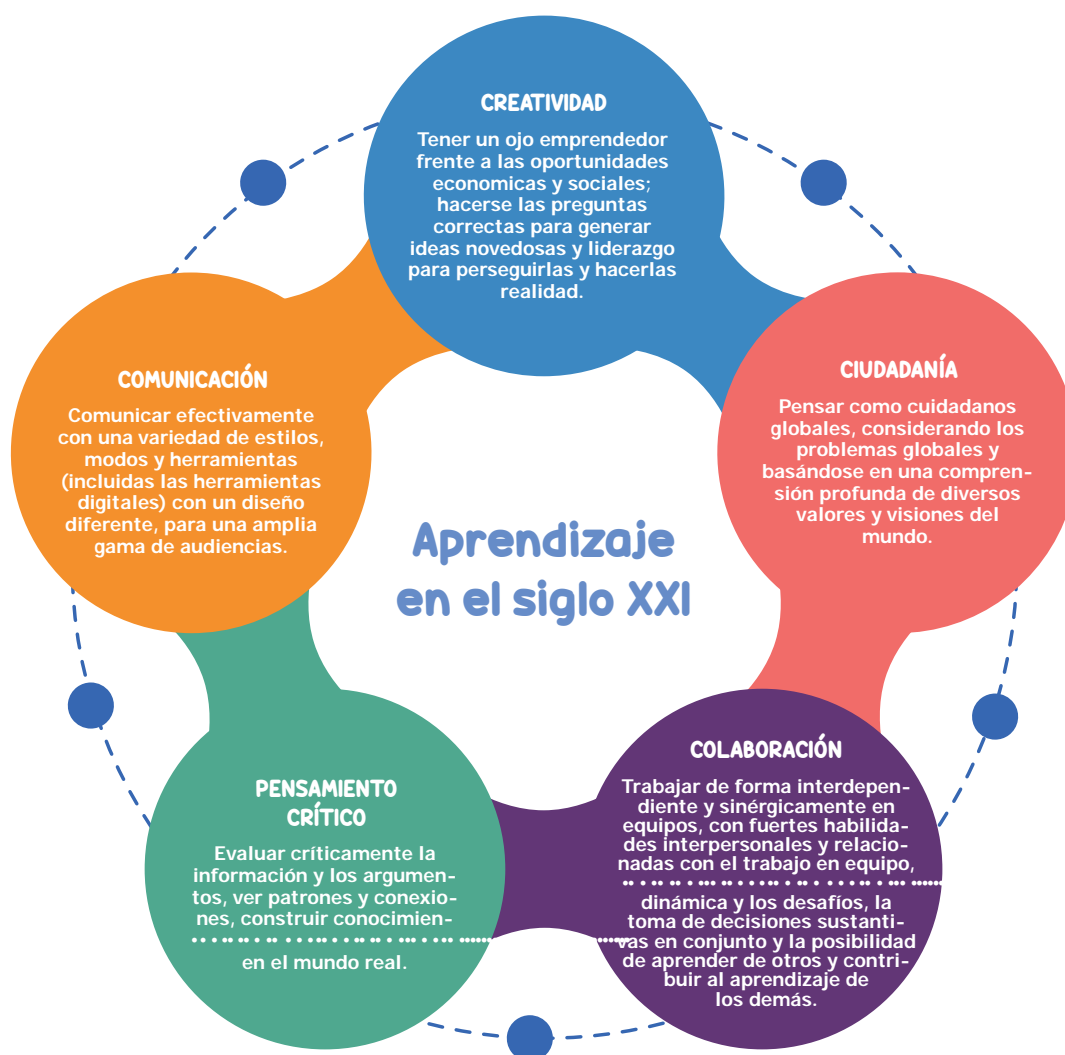 CREATIVIDAD
Tener un ojo emprendedor
frente a las oportunidades
economicas y sociales;
hacerse las preguntas
correctas para generar
ideas novedosas y liderazgo
para perseguirlas y hacerlas
realidad.
COMUNICACIÓN
Comunicar efectivamente
con una variedad de estilos,
modos y herramientas
(incluidas las herramientas
digitales) con un diseño
diferente, para una amplia
gama de audiencias.
CIUDADANÍA
Pensar como cuidadanos
globales, considerando los
problemas globales y
basándose en una compren-
sión profunda de diversos
valores y visiones del
mundo.
Aprendizaje
en el siglo XXI
PENSAMIENTO
CRÍTICO
Evaluar críticamente la
información y los argumen-
tos, ver patrones y conexio-
nes, construir conocimien-
en el mundo real.
COLABORACIÓN
Trabajar de forma interdepen-
diente y sinérgicamente en
equipos, con fuertes habilida-
des interpersonales y relacio-
nadas con el trabajo en equipo,
dinámica y los desafíos, la
toma de decisiones sustanti-
vas en conjunto y la posibilidad
de aprender de otros y contri-
buir al aprendizaje de
los demás.